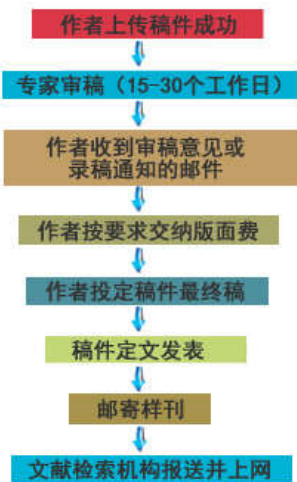 作者上传稿件成功
专家审稿（15-30个工作日）
作者收到审稿意见或
录稿通知的邮件
作者按要求交纳版面费
作者投定稿件最终稿
稿件定文发表
邮寄样刊
文献检索机构报送并上网